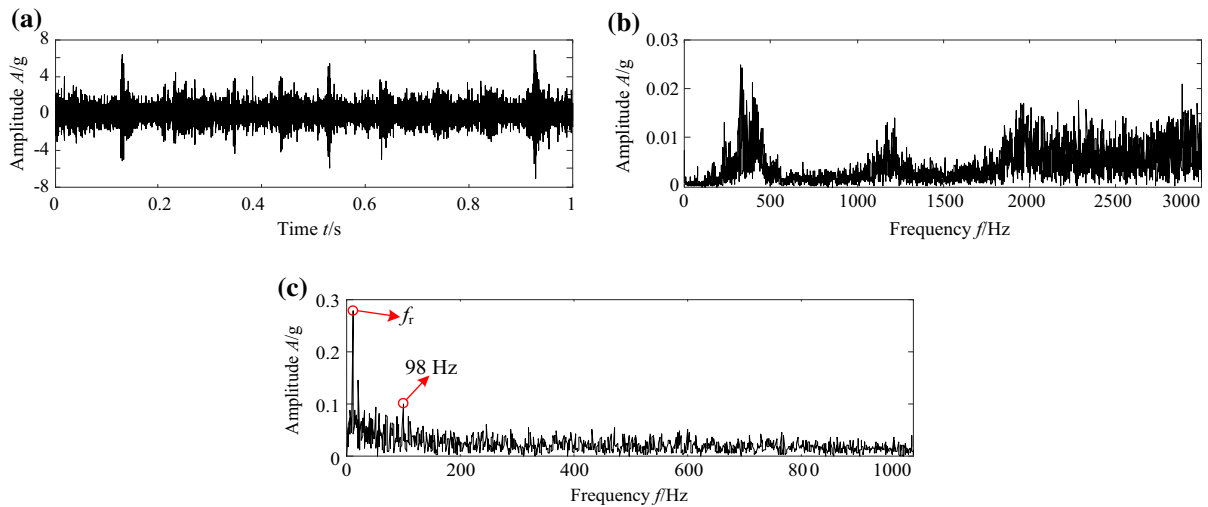 (a)
Amplitude A/g
8
4
0
-4
-8
0 0.2 0.4 0.6 0.8 1
Time t/s
(b)
Amplitude A/g
0.03
0.02
0.01
0
0 500 1000 1500 2000 2500 3000
Frequency f/Hz
(c)
Amplitude A/g
0.3
0.2
0.1
0
fr
98 Hz
0 200 400 600 80 0 1000
Frequency f/Hz